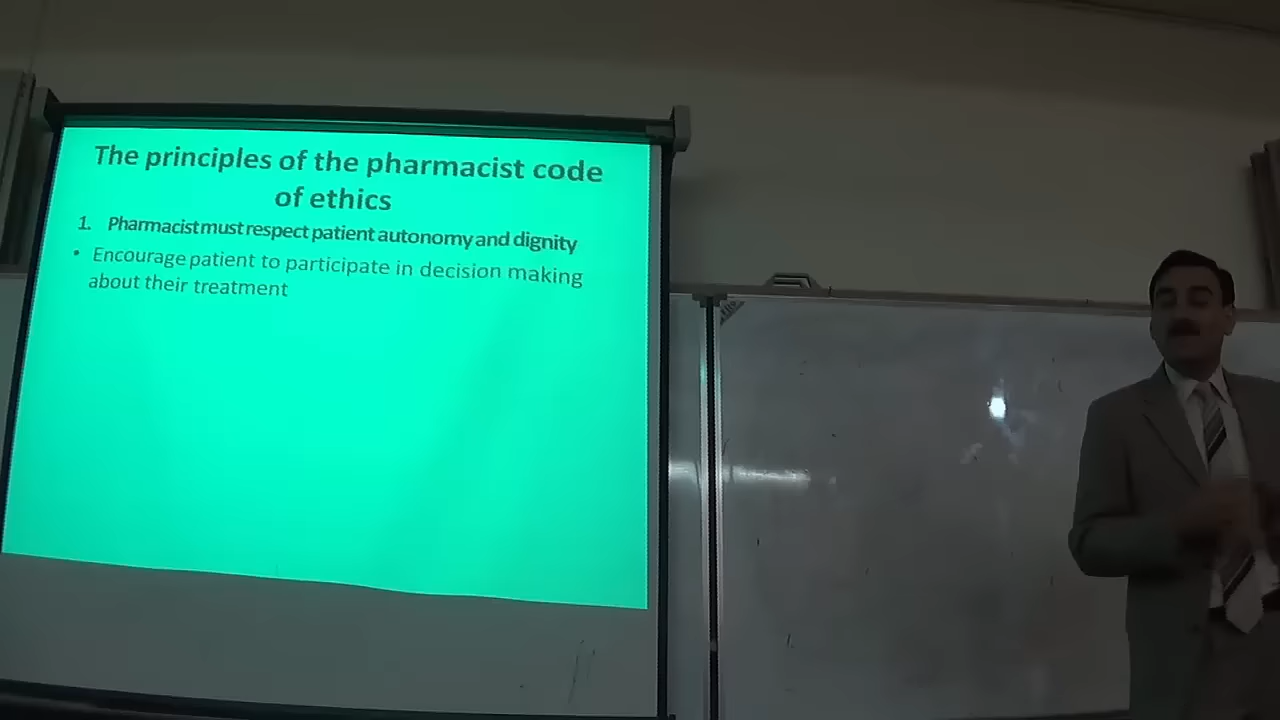 The principles of the pharmacist code
of ethics
1. Pharmacist must respect patient autonomy and dignity
• Encourage patient to participate in decision making
about their treatment